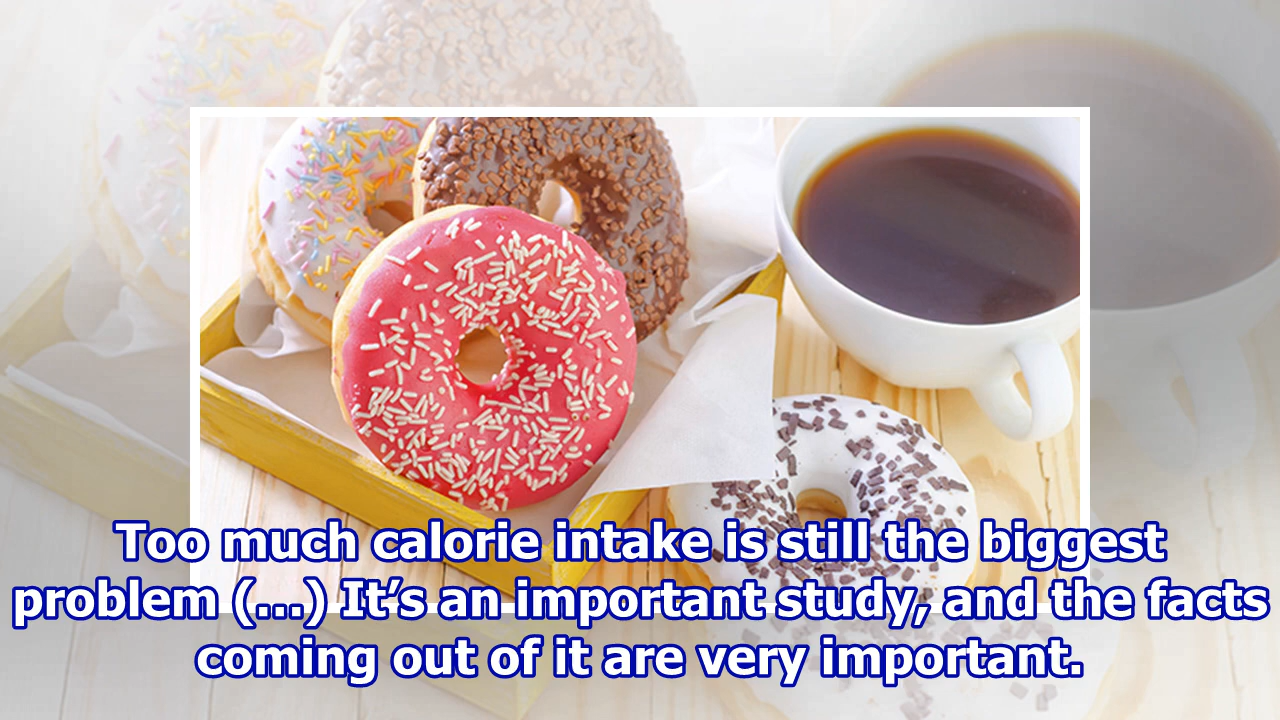 Too much calorie intake is still the biggest
problem (...) It’s an important study, and the facts
coming out of it are very important.